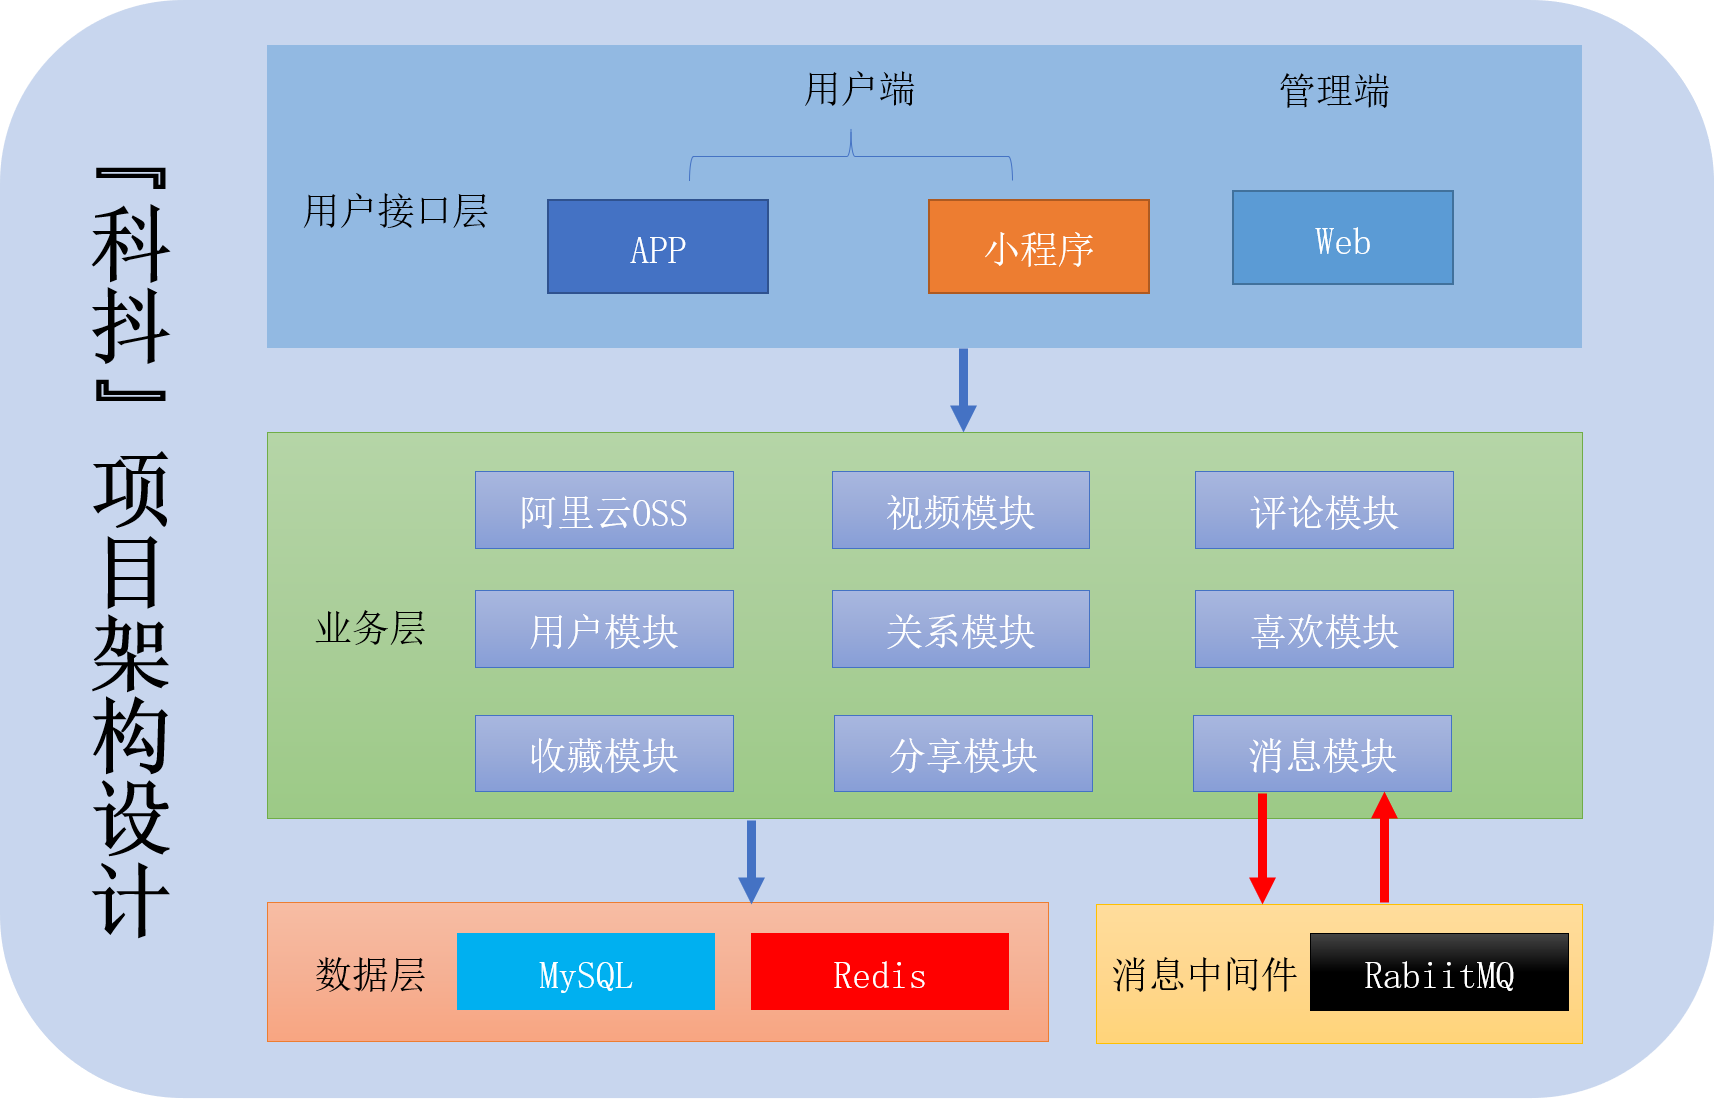 『科抖』项目架构设计
用户端
管理端
用户接口层
APP
小程序
Web
业务层
阿里云OSS
视频模块
评论模块
用户模块
关系模块
喜欢模块
收藏模块
分享模块
消息模块
数据层
MySQL
Redis
消息中间件
RabiitMQ